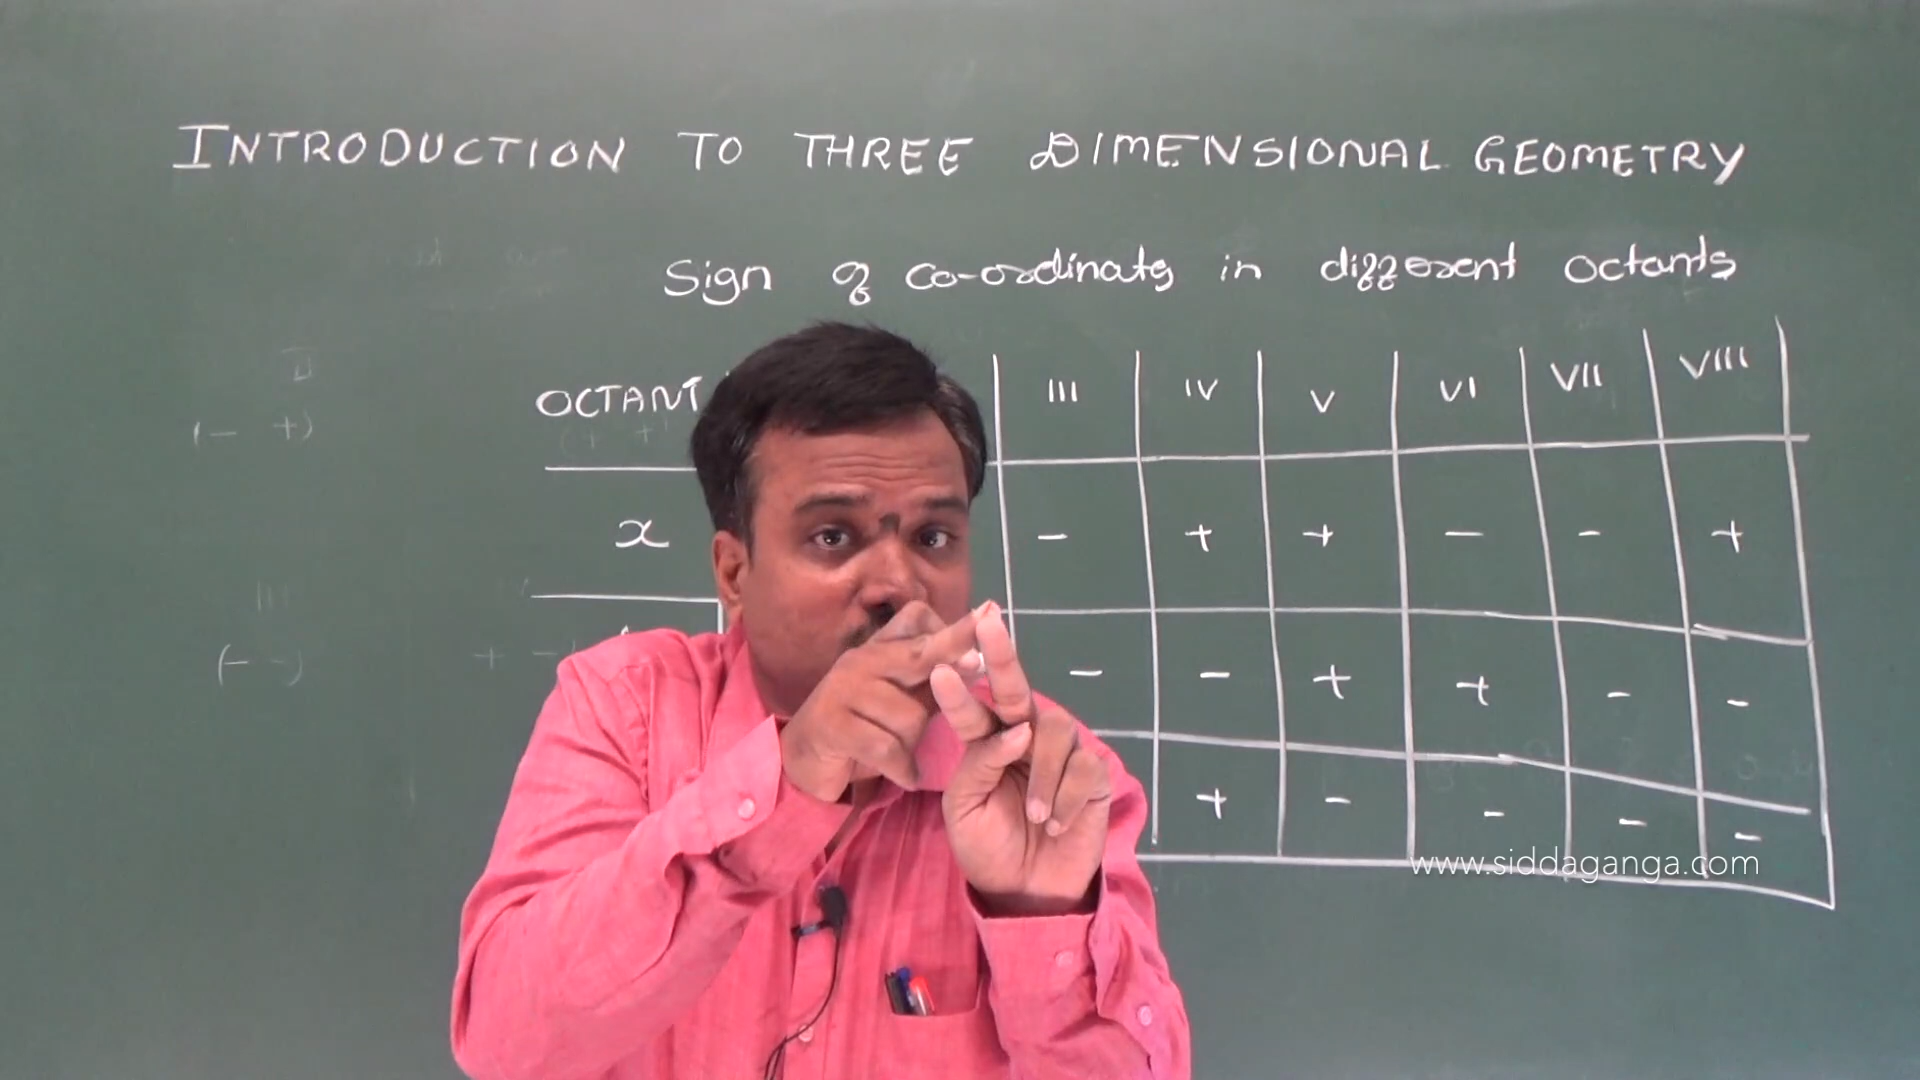 INTRODUCTION TO THREE DIMENSIONAL GEOMETRY
Sign of co-ordinates in different octants
OCTANT III IV V VI VII VIII
(- +) (+ +
x - + + - - +
III
(- -) + - - - + + - -
+ - - - -
www.siddaganga.com